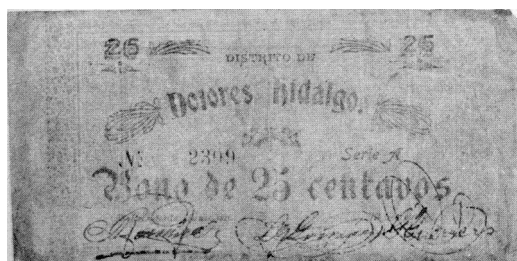 25 25
DISTRITO DE
Dolores Hidalgo.
No 2399 Serie A
Bono de 25 centavos